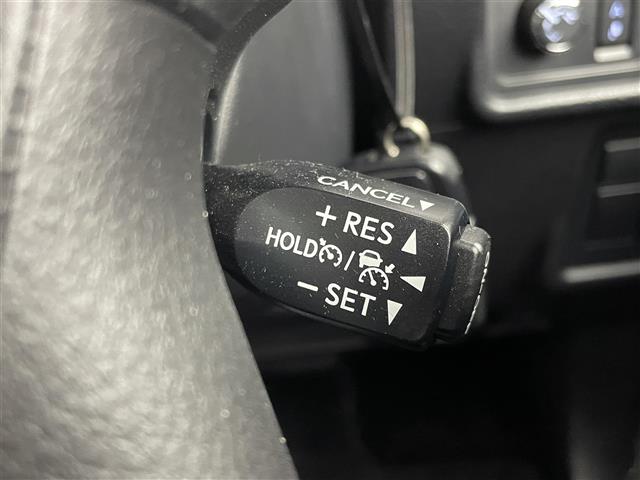 CANCEL▼
+ RES ▲
HOLD /
− SET ▼